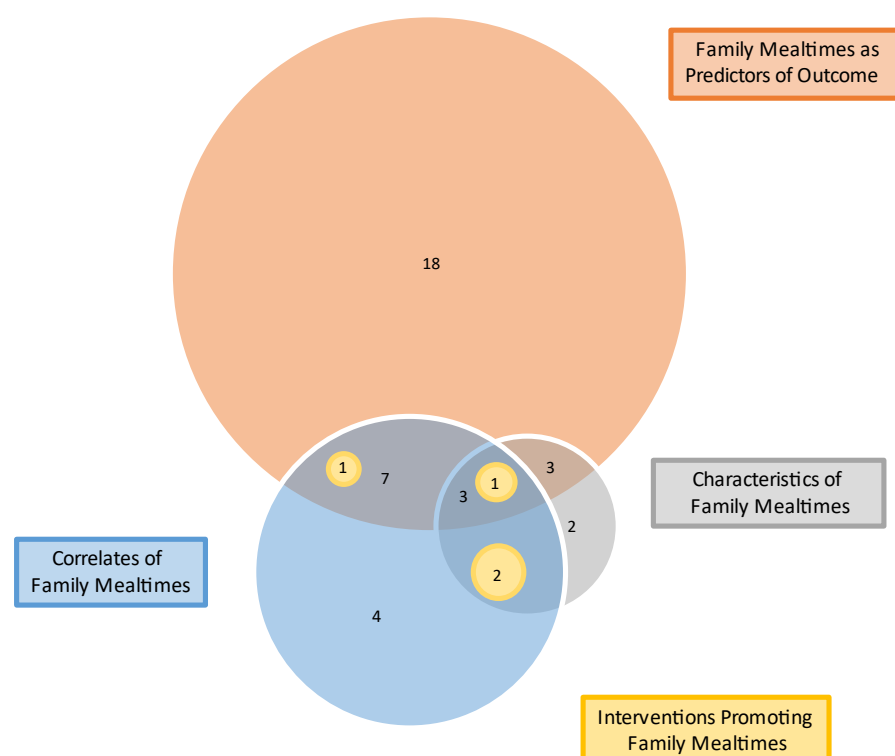 Family Mealtimes as
Predictors of Outcome
18
1
7
3
1
3
Characteristics of
Family Mealtimes
2
Correlates of
Family Mealtimes
2
4
Interventions Promoting
Family Mealtimes